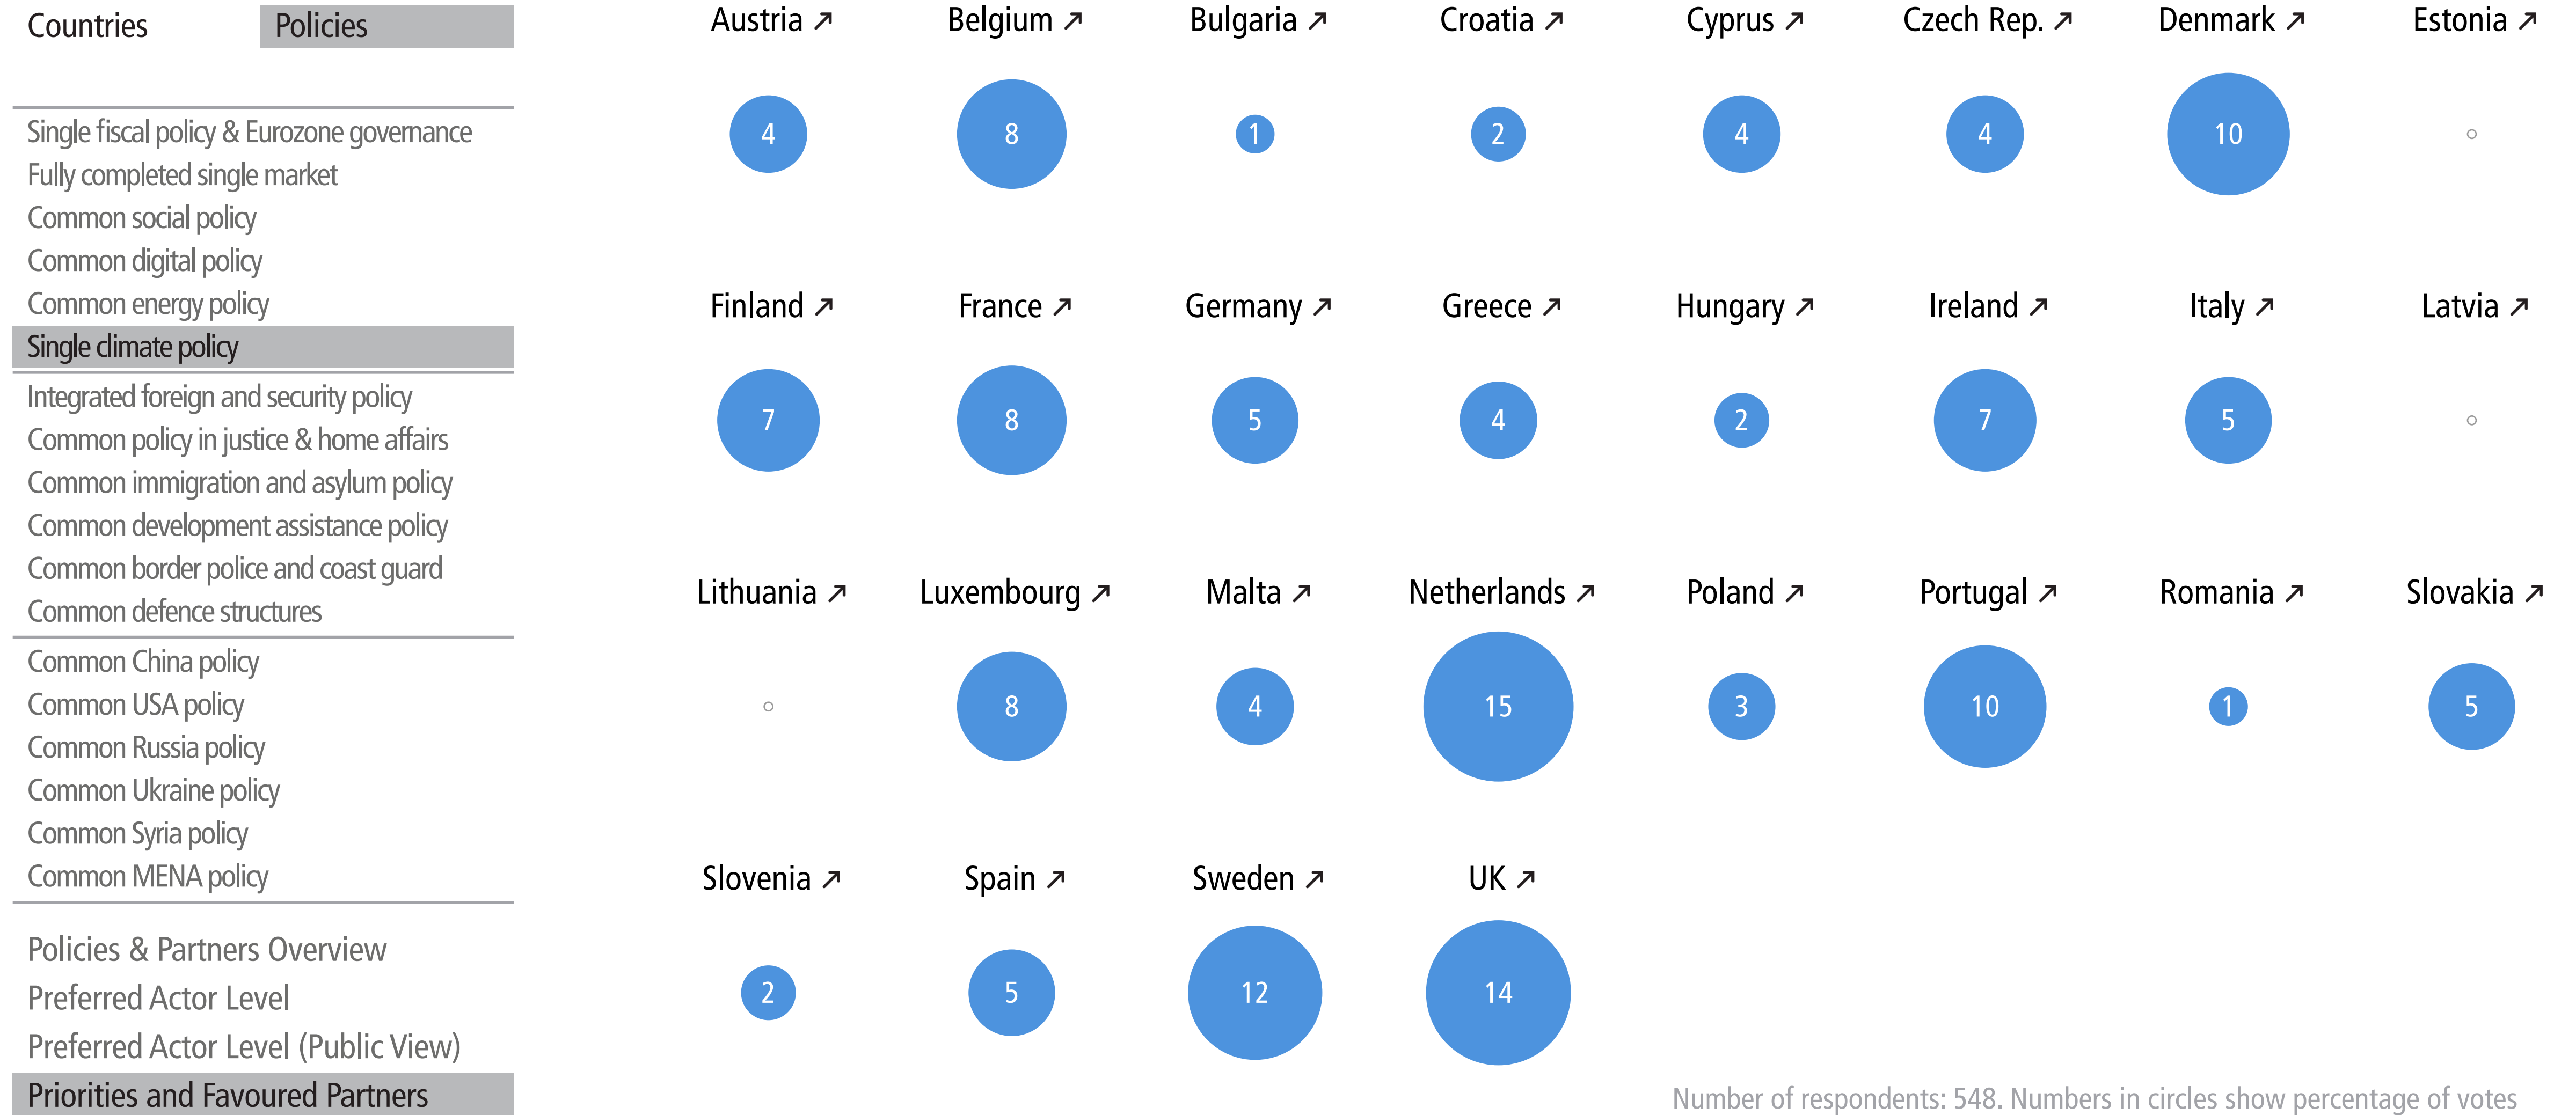 Countries
Policies
Single fiscal policy & Eurozone governance
Fully completed single market
Common social policy
Common digital policy
Common energy policy
Single climate policy
Integrated foreign and security policy
Common policy in justice & home affairs
Common immigration and asylum policy
Common development assistance policy
Common border police and coast guard
Common defence structures
Common China policy
Common USA policy
Common Russia policy
Common Ukraine policy
Common Syria policy
Common MENA policy
Policies & Partners Overview
Preferred Actor Level
Preferred Actor Level (Public View)
Priorities and Favoured Partners
Austria ↗ Belgium ↗ Bulgaria ↗ Croatia ↗ Cyprus ↗ Czech Rep. ↗ Denmark ↗ Estonia ↗
4 8 1 2 4 4 10
Finland ↗ France ↗ Germany ↗ Greece ↗ Hungary ↗ Ireland ↗ Italy ↗ Latvia ↗
7 8 5 4 2 7 5
Lithuania ↗ Luxembourg ↗ Malta ↗ Netherlands ↗ Poland ↗ Portugal ↗ Romania ↗ Slovakia ↗
8 4 15 3 10 1 5
Slovenia ↗ Spain ↗ Sweden ↗ UK ↗
2 5 12 14
Number of respondents: 548. Numbers in circles show percentage of votes